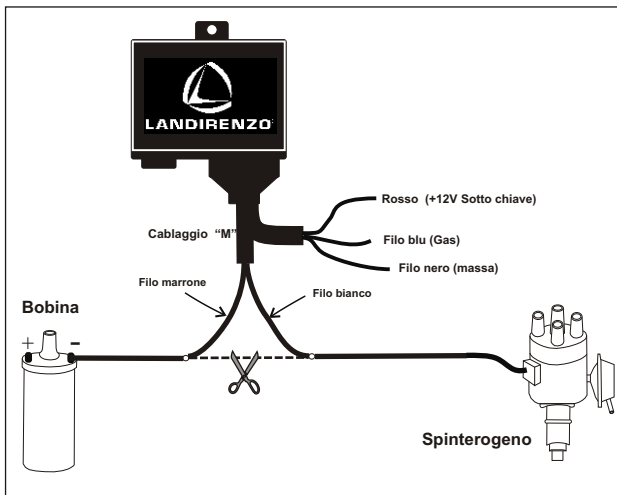 LANDIRENZO
Rosso (+12V Sotto chiave)
Cablaggio “M”
Filo blu (Gas)
Filo nero (massa)
Filo marrone
Filo bianco
Bobina
+ -
Spinterogeno